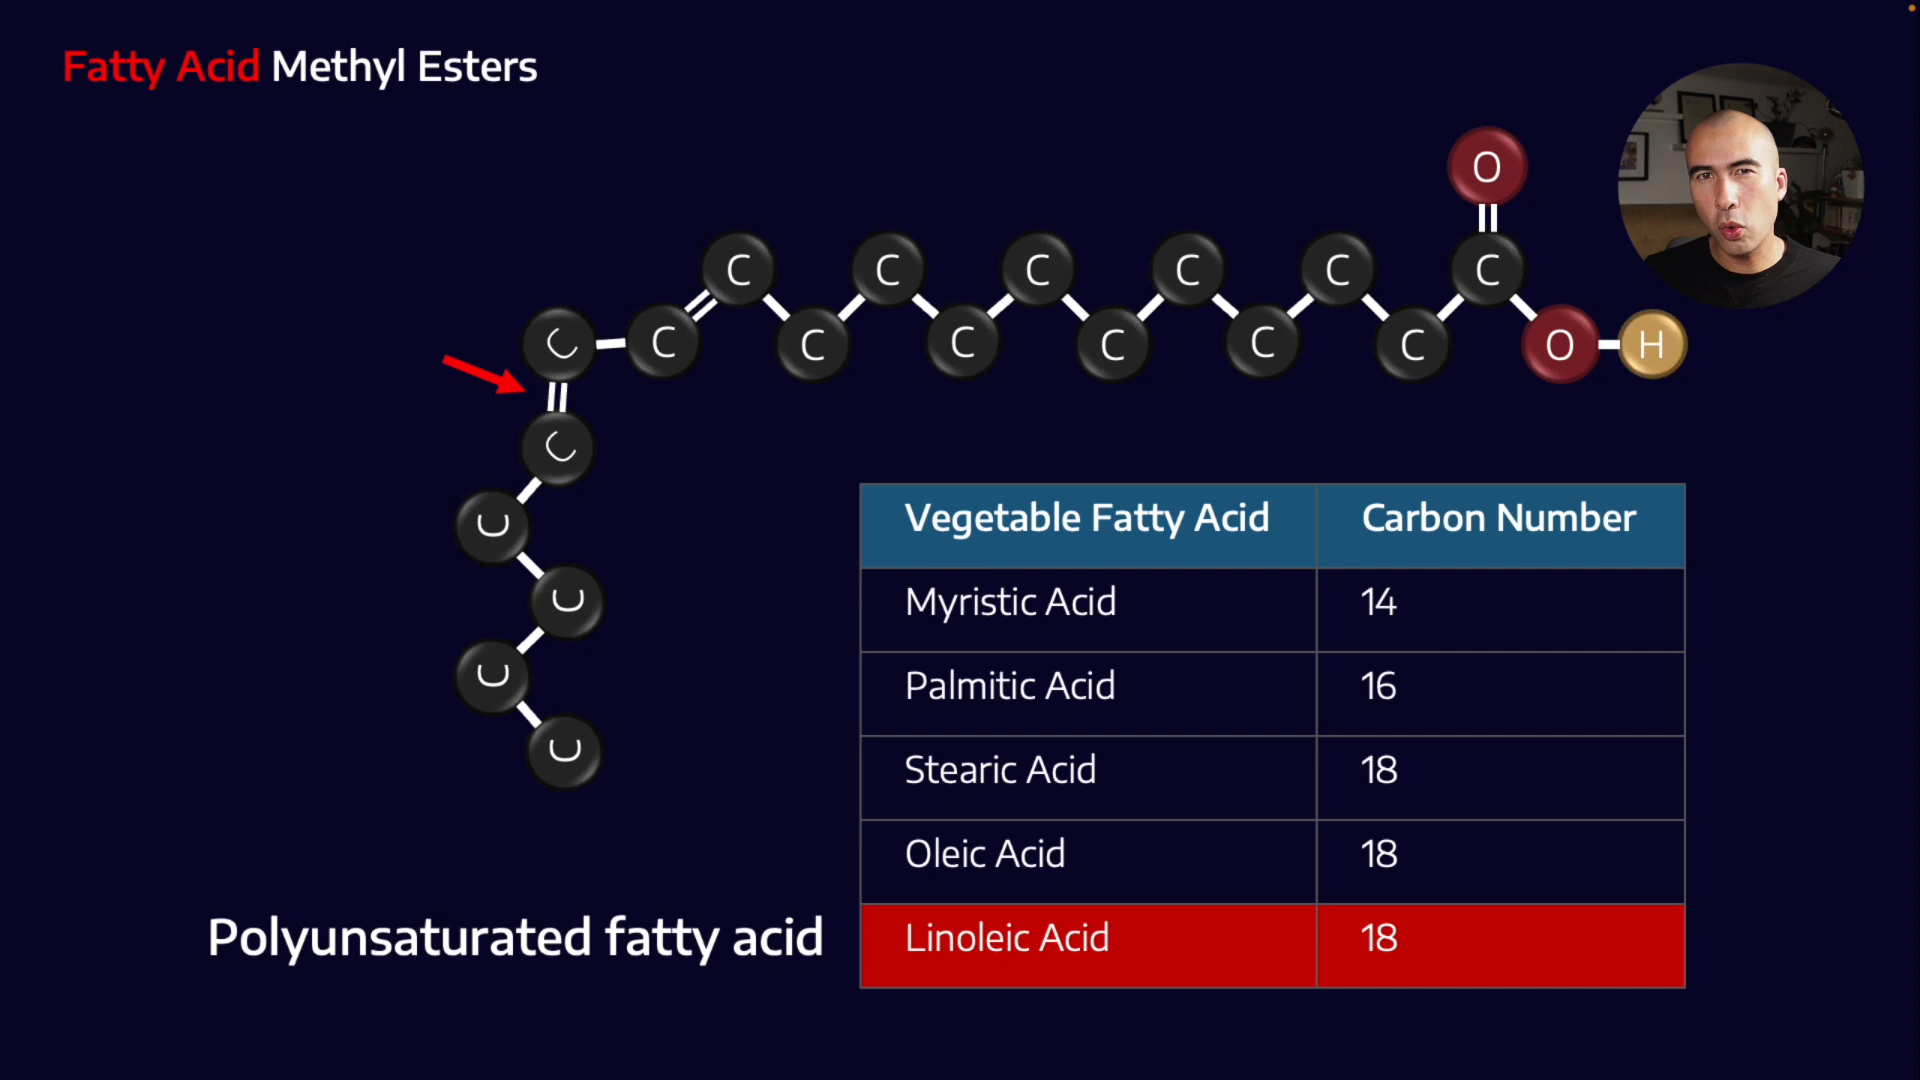 Fatty Acid Methyl Esters
O
C C C C C C
C C C C C C C O H
C
C
C
C
C
Vegetable Fatty Acid Carbon Number
Myristic Acid 14
Palmitic Acid 16
Stearic Acid 18
Oleic Acid 18
Polyunsaturated fatty acid Linoleic Acid 18